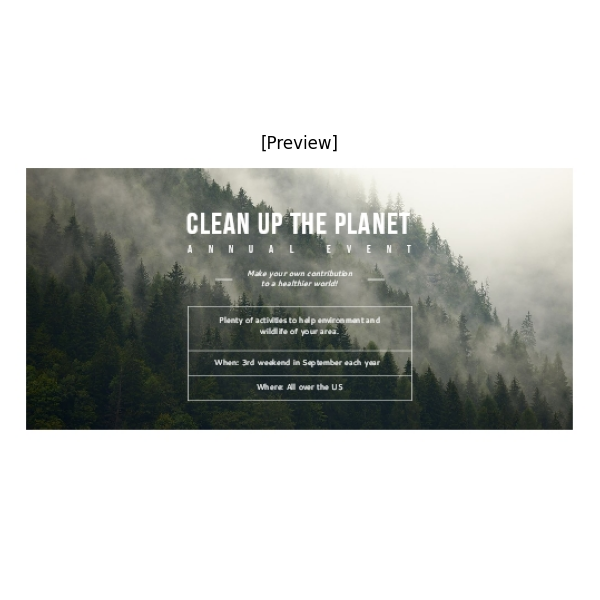 [Preview]
CLEAN UP THE PLANET
ANNUAL EVENT
Make your own contribution
to a healthier world!
Plenty of activities to help environment and
wildlife of your area.
When: 3rd weekend in September each year
Where: All over the US